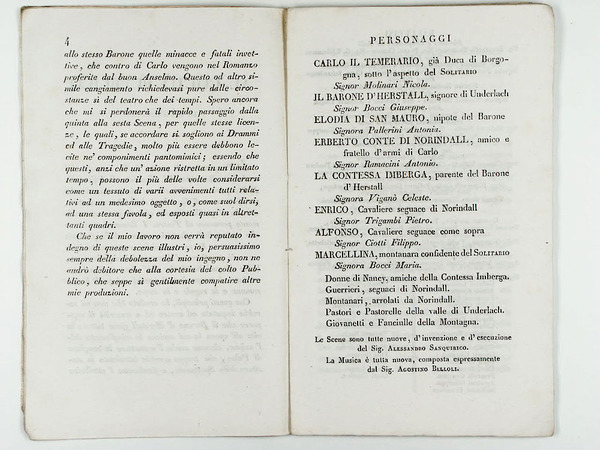 4
allo stesso Barone quelle minacce e fatali invet-
tive, che contro di Carlo vengono nel Romanzo
proferite dal buon Anselmo. Questo od altro si-
mile cangiamento richiedevasi pure dalle circo-
stanze sì del teatro che dei tempi. Spero ancora
che mi si perdonerà il rapido passaggio dalla
quinta alla sesta Scena, per quelle stesse licen-
ze, le quali, se accordare si sogliono ai Drammi
ed alle Tragedie, molto più essere debbono le-
cite ne' componimenti pantominici; essendo che
questi, anzi che un' azione ristretta in un limitato
tempo, possono il più delle volte considerarsi
come un tessuto di varii avvenimenti tutti rela-
tivi ad un medesimo oggetto, o, come suol dirsi,
ad una stessa favola, ed esposti quasi in altret-
tanti quadri.
Che se il mio lavoro non verrà reputato in-
degno di queste scene illustri, io, persuasissimo
sempre della debolezza del mio ingegno, non ne
andrò debitore che alla cortesia del colto Pub-
blico, che seppe sì gentilmente compatire altre
mie produzioni.
PERSONAGGI
CARLO IL TEMERARIO, già Duca di Borgo-
gna, sotto l'aspetto del SOLITARIO
Signor Molinari Nicola.
IL BARONE D'HERSTALL, signore di Underlach
Signor Bocci Giuseppe.
ELODIA DI SAN MAURO, nipote del Barone
Signora Pallerini Antonia.
ERBERTO CONTE DI NORINDALL, amico e
fratello d'armi di Carlo
Signor Ramacini Antonio.
LA CONTESSA IMBERGA, parente del Barone
d'Herstall
Signora Viganò Celeste.
ENRICO, Cavaliere seguace di Norindall
Signor Trigambi Pietro.
ALFONSO, Cavaliere seguace come sopra
Signor Ciotti Filippo.
MARCELLINA, montanara confidente del SOLITARIO
Signora Bocci Maria.
Donne di Nancy, amiche della Contessa Imberga.
Guerrieri, seguaci di Norindall.
Montanari, arrolati da Norindall.
Pastori e Pastorelle della valle di Underlach.
Giovanetti e Fanciulle della Montagna.
Le Scene sono tutte nuove, d'invenzione e d'esecuzione
del Sig. ALESSANDRO SANQUIRICO.
La Musica è tutta nuova, composta espressamente
dal Sig. AGOSTINO BELLOLI.